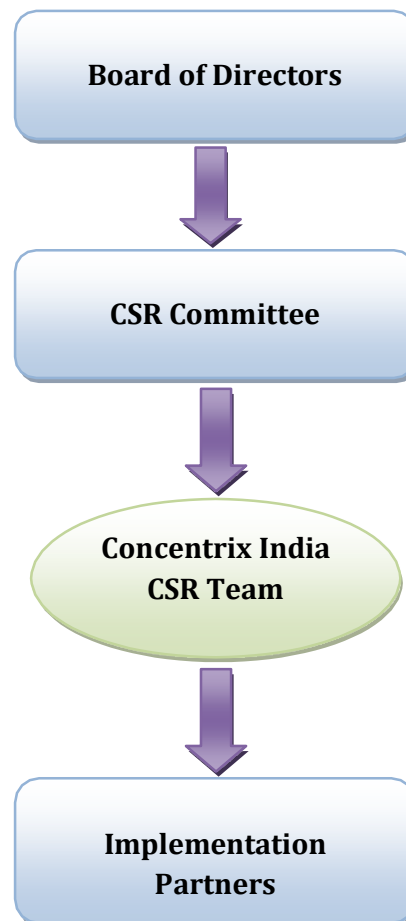 Board of Directors
CSR Committee
Concentrix India
CSR Team
Implementation
Partners